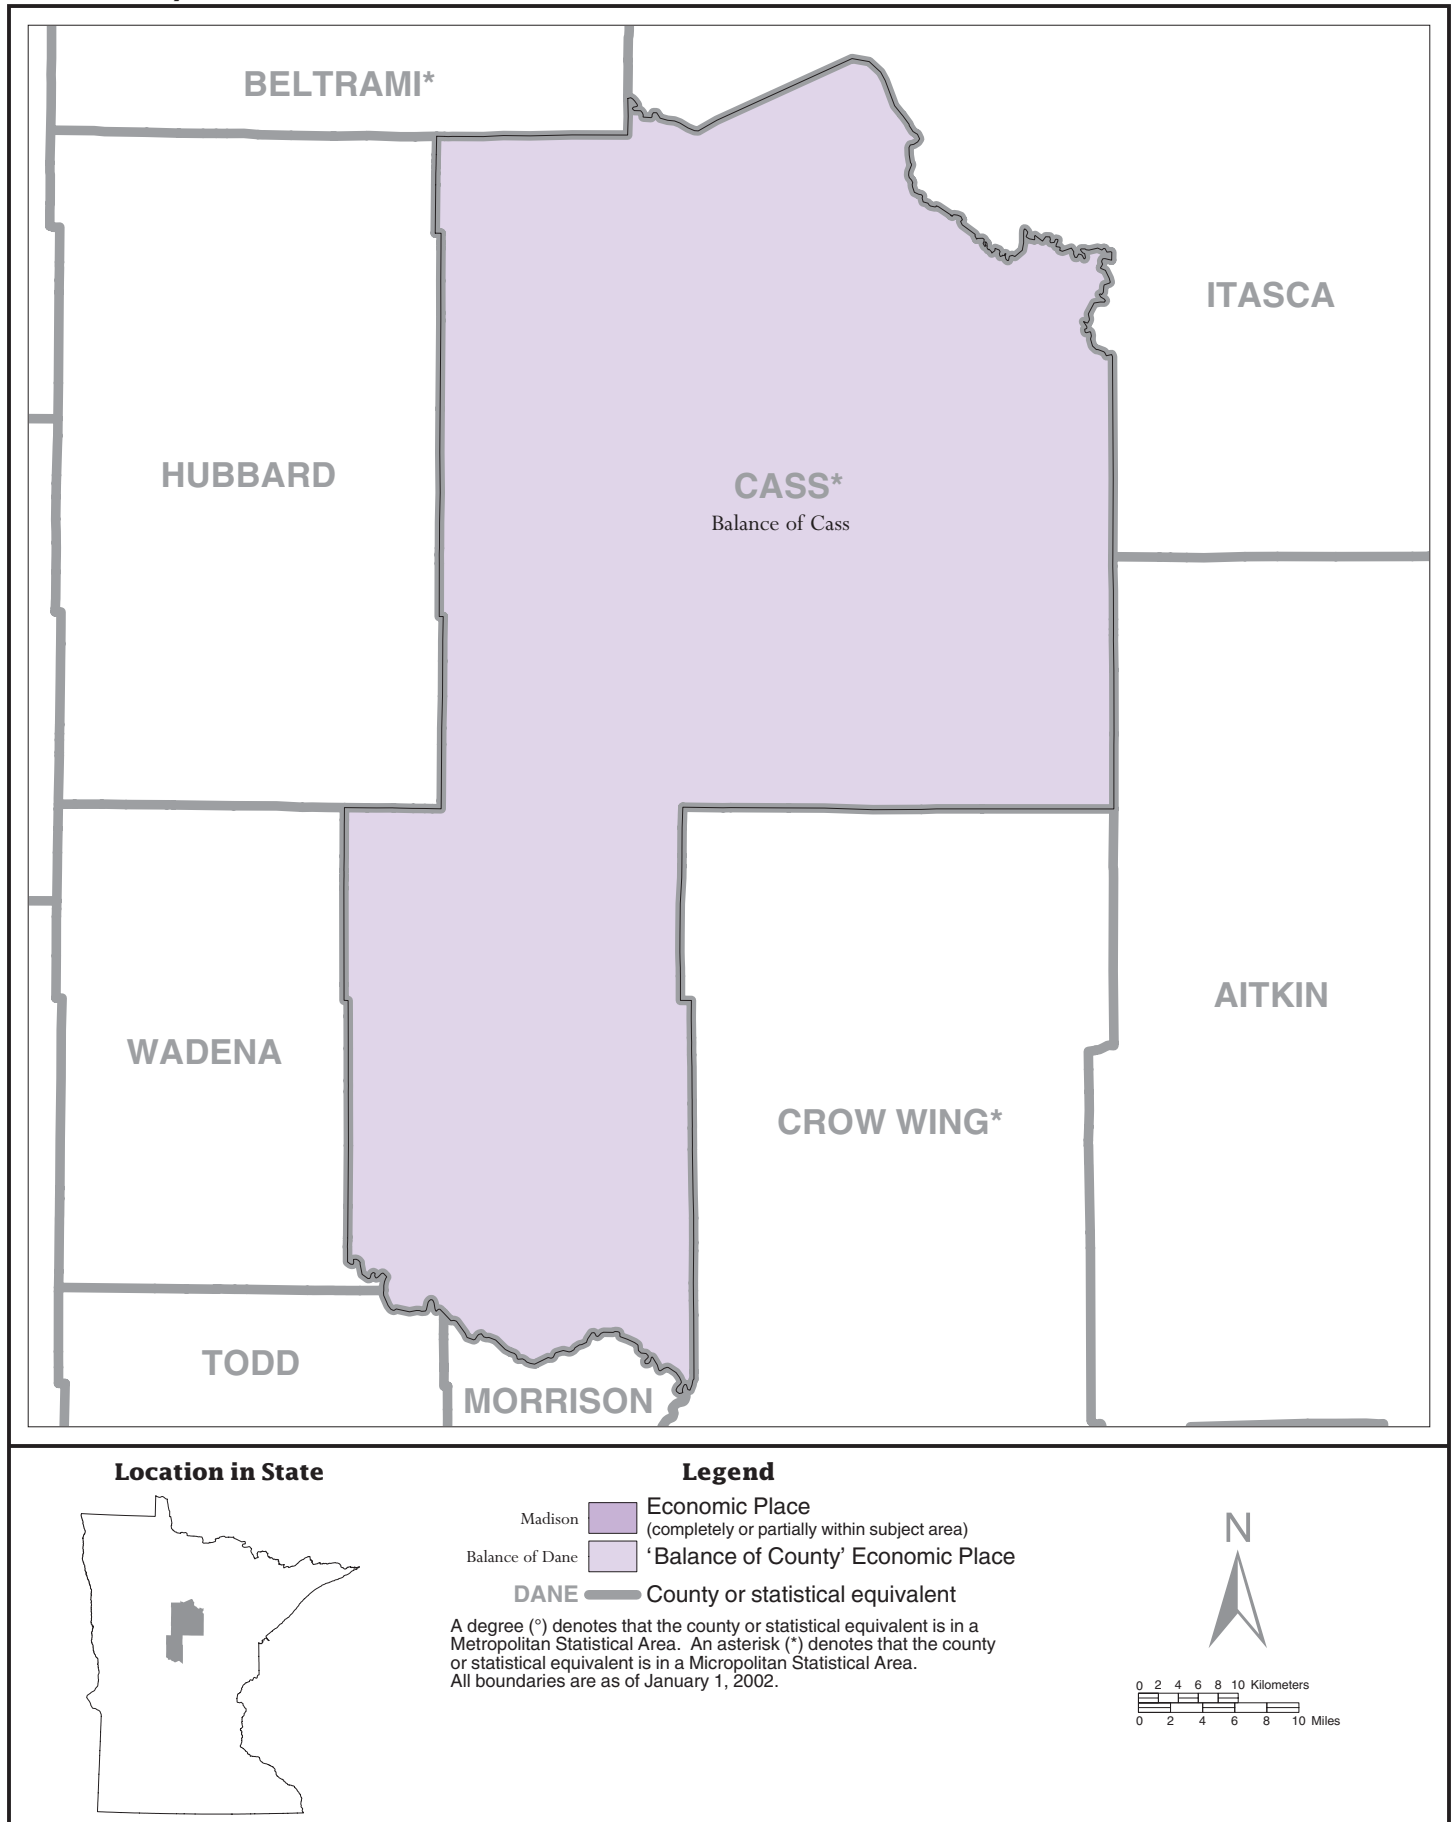 BELTRAMI*
ITASCA
HUBBARD
CASS*
Balance of Cass
AITKIN
WADENA
CROW WING*
TODD
MORRISON
Location in State
Legend
Madison
Economic Place
(completely or partially within subject area)
Balance of Dane
‘Balance of County’ Economic Place
DANE
County or statistical equivalent
A degree (°) denotes that the county or statistical equivalent is in a
Metropolitan Statistical Area.  An asterisk (*) denotes that the county
or statistical equivalent is in a Micropolitan Statistical Area.
All boundaries are as of January 1, 2002.
N
0 2 4 6 8 10 Kilometers
0 2 4 6 8 10 Miles